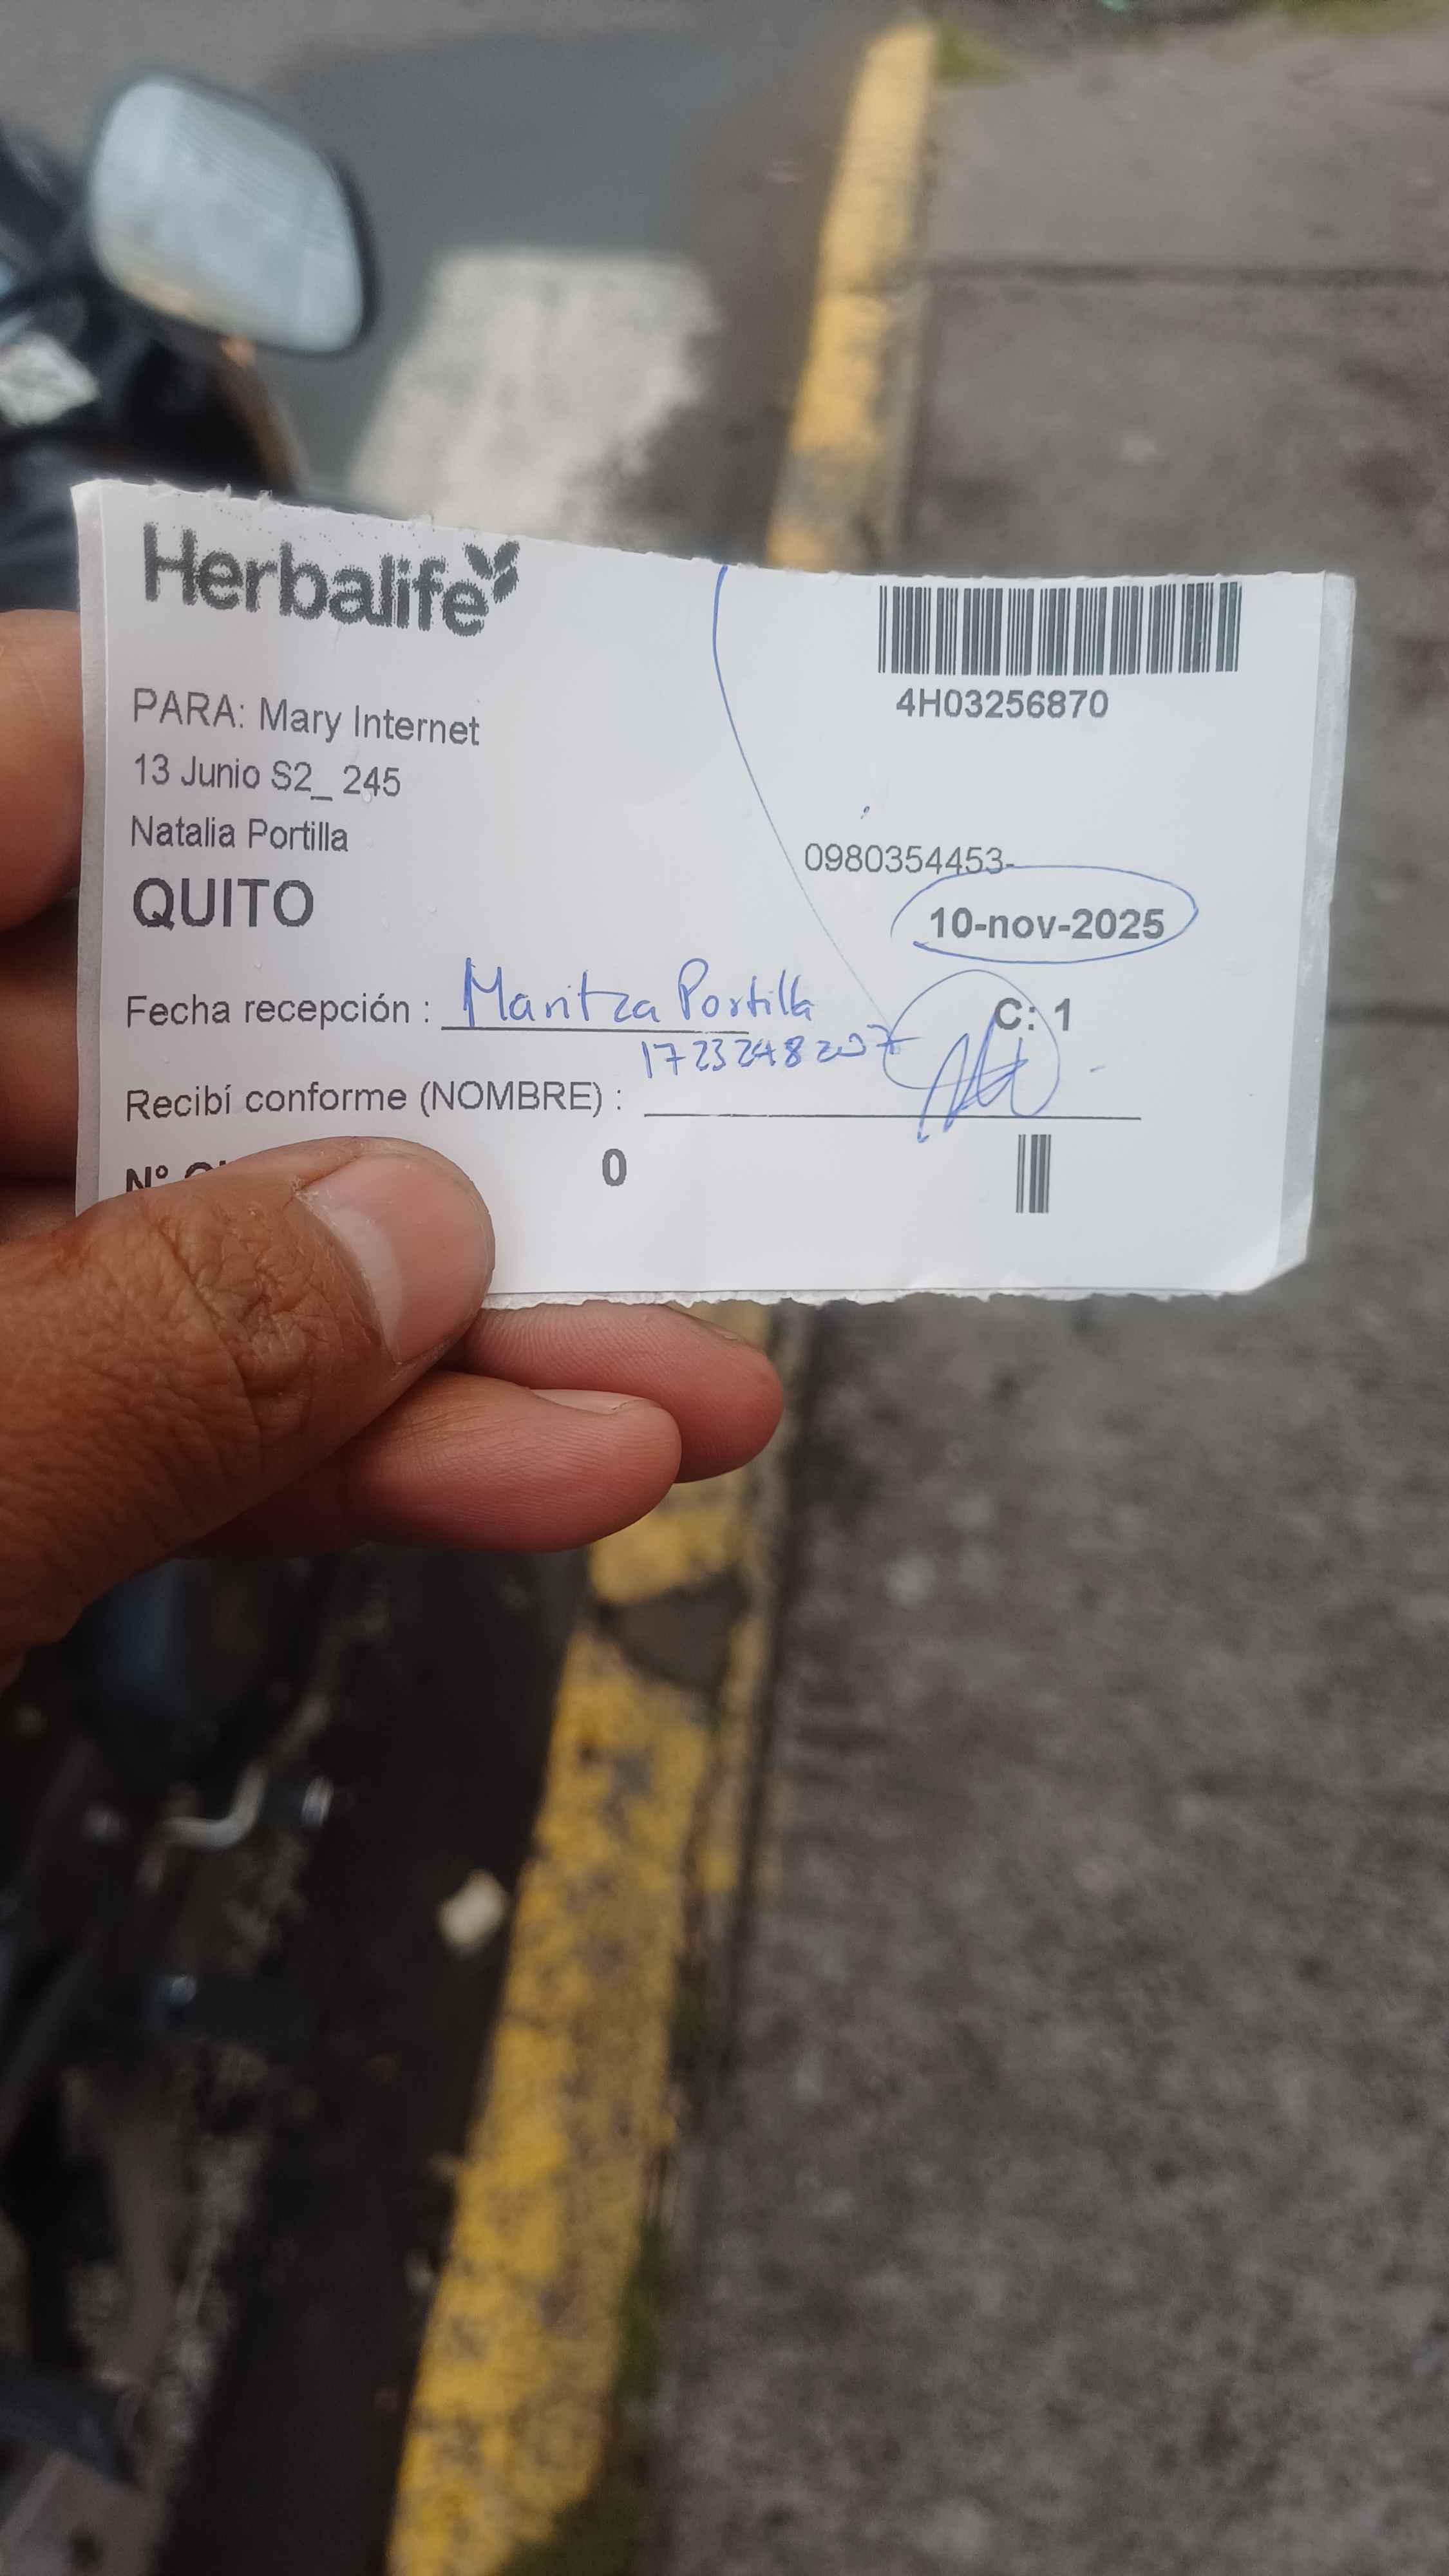 Herbalife
4H03256870
PARA: Mary Internet
13 Junio S2_ 245
Natalia Portilla
0980354453-
QUITO
10-nov-2025
Fecha recepción : Maritza Portilla
C: 1
1723248207
Recibí conforme (NOMBRE) :
N°
0